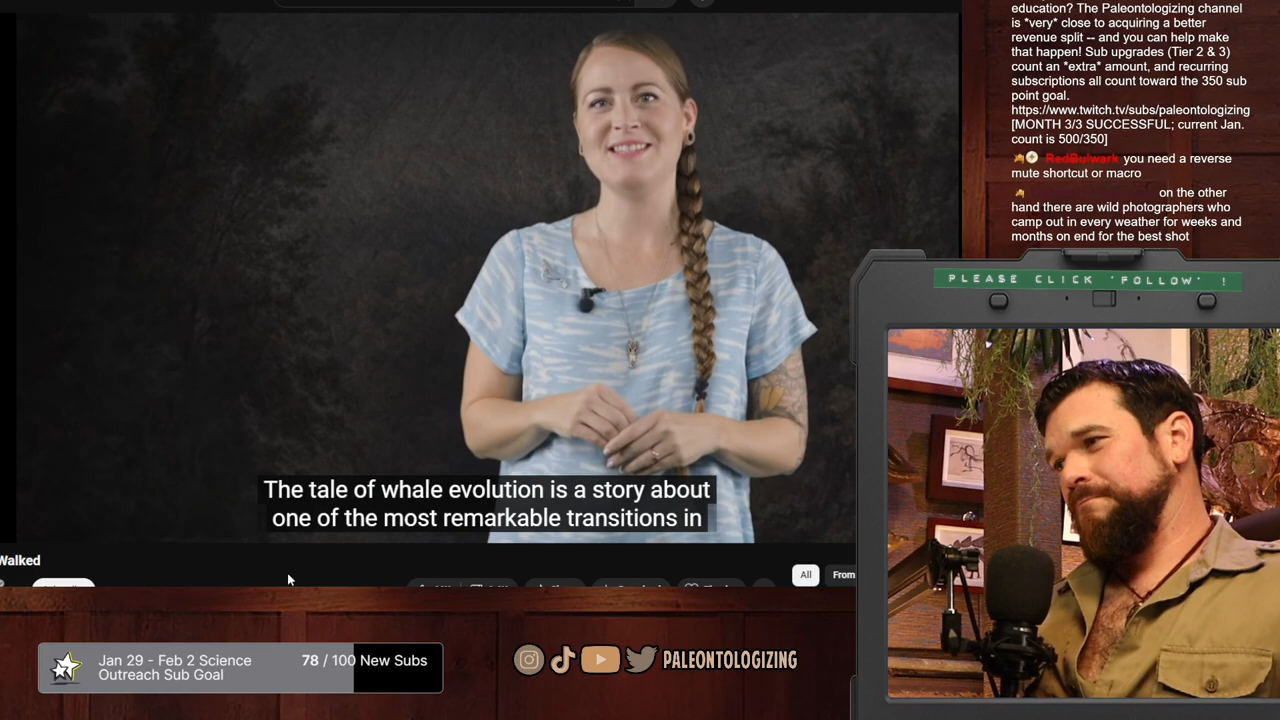 education? The Paleontologizing channel
is *very* close to acquiring a better
revenue split -- and you can help make
that happen! Sub upgrades (Tier 2 & 3)
count an *extra* amount, and recurring
subscriptions all count toward the 350 sub
point goal.
https://www.twitch.tv/subs/paleontologizing
[MONTH 3/3 SUCCESSFUL; current Jan.
count is 500/350]
RedBulwark you need a reverse
mute shortcut or macro
on the other
hand there are wild photographers who
camp out in every weather for weeks and
months on end for the best shot
PLEASE CLICK 'FOLLOW' !
The tale of whale evolution is a story about
one of the most remarkable transitions in
Walked
All
From
Jan 29 - Feb 2 Science
Outreach Sub Goal
78 / 100 New Subs
PALEONTOLOGIZING